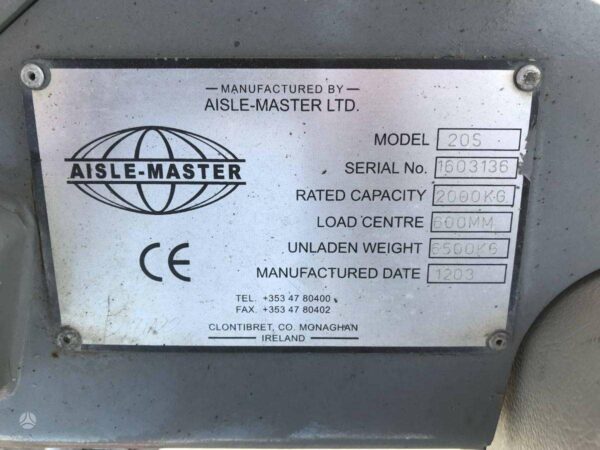 MANUFACTURED BY
AISLE-MASTER LTD.
AISLE-MASTER
CE
MODEL 20S
SERIAL No. 1603136
RATED CAPACITY 2000KG
LOAD CENTRE 600MM
UNLADEN WEIGHT 6500KG
MANUFACTURED DATE 1203
TEL. +353 47 80400
FAX. +353 47 80402
CLONTIBRET, CO. MONAGHAN
IRELAND